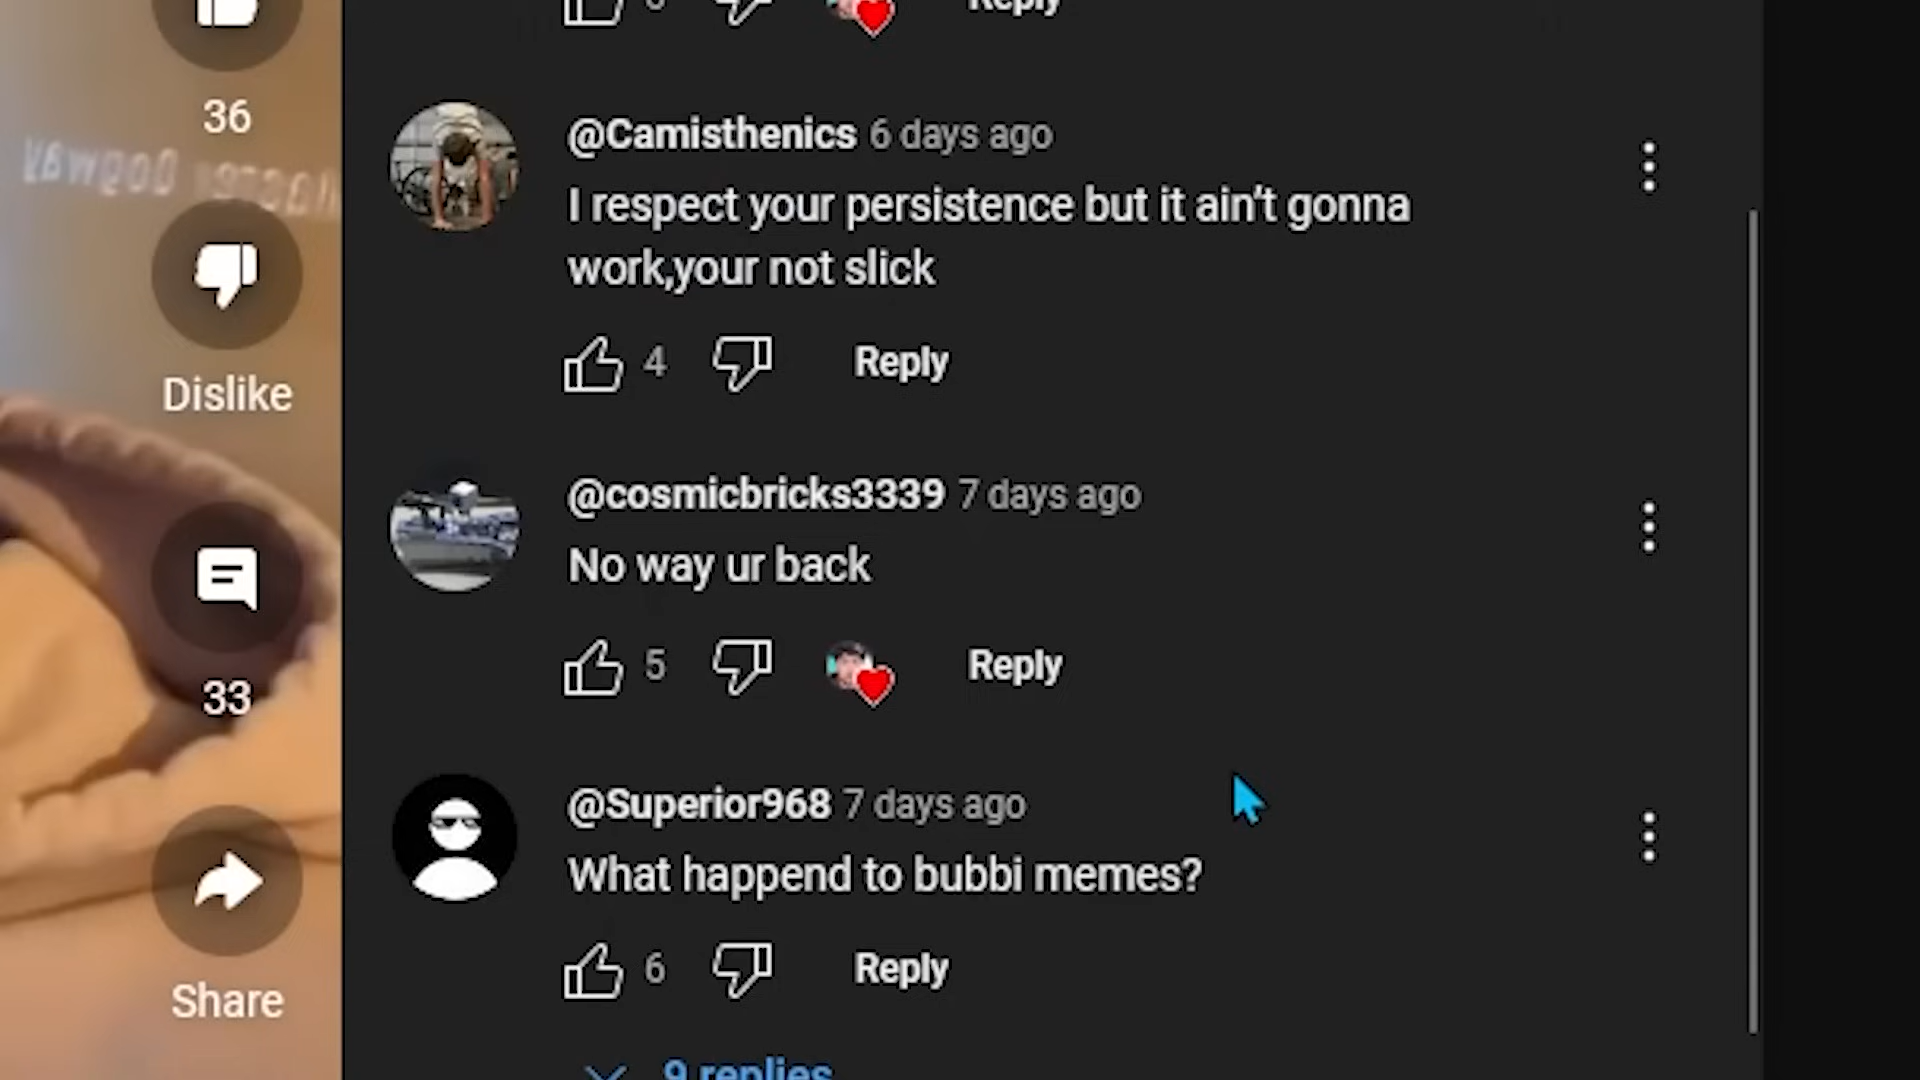 Reply
36
@Camisthenics 6 days ago
I respect your persistence but it ain't gonna
work,your not slick
4 Reply
Dislike
@cosmicbricks3339 7 days ago
No way ur back
5 Reply
33
@Superior968 7 days ago
What happend to bubbi memes?
6 Reply
Share
9 replies